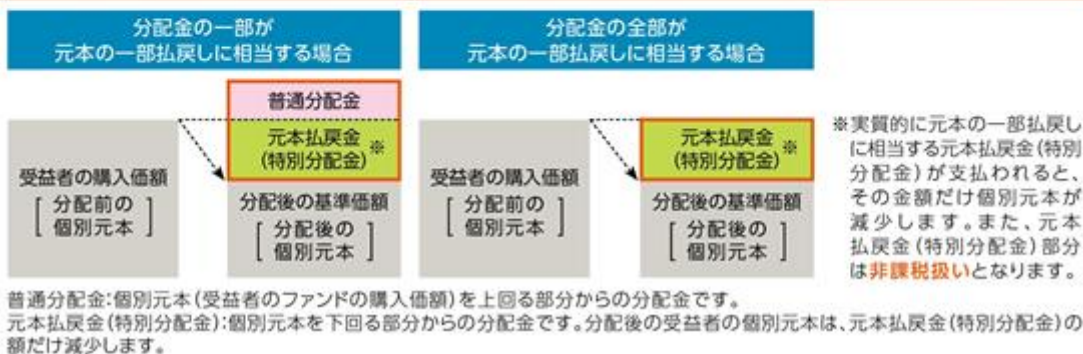 分配金の一部が
元本の一部払戻しに相当する場合
分配金の全部が
元本の一部払戻しに相当する場合
普通分配金
元本払戻金 ※
(特別分配金)
受益者の購入価額
[ 分配前の
個別元本 ]
分配後の基準価額
[ 分配後の
個別元本 ]
元本払戻金 ※
(特別分配金)
受益者の購入価額
[ 分配前の
個別元本 ]
分配後の基準価額
[ 分配後の
個別元本 ]
※実質的に元本の一部払戻し
に相当する元本払戻金(特別
分配金)が支払われると、
その金額だけ個別元本が
減少します。また、元本
払戻金(特別分配金)部分
は非課税扱いとなります。
普通分配金:個別元本(受益者のファンドの購入価額)を上回る部分からの分配金です。
元本払戻金(特別分配金):個別元本を下回る部分からの分配金です。分配後の受益者の個別元本は、元本払戻金(特別分配金)の
額だけ減少します。